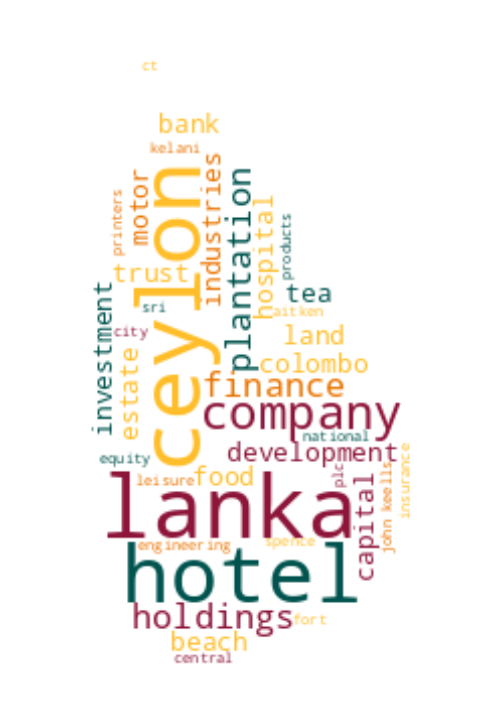 ct
bank
kelani
ceylon
industries
motor
plantation
printers
hospital
products
trust
investment
tea
sri
aitken
city
land
estate
colombo
finance
company
national
development
equity
insurance
john keells
plc
food
leisure
capital
lanka
engineering
spence
hotel
holdings
fort
beach
central